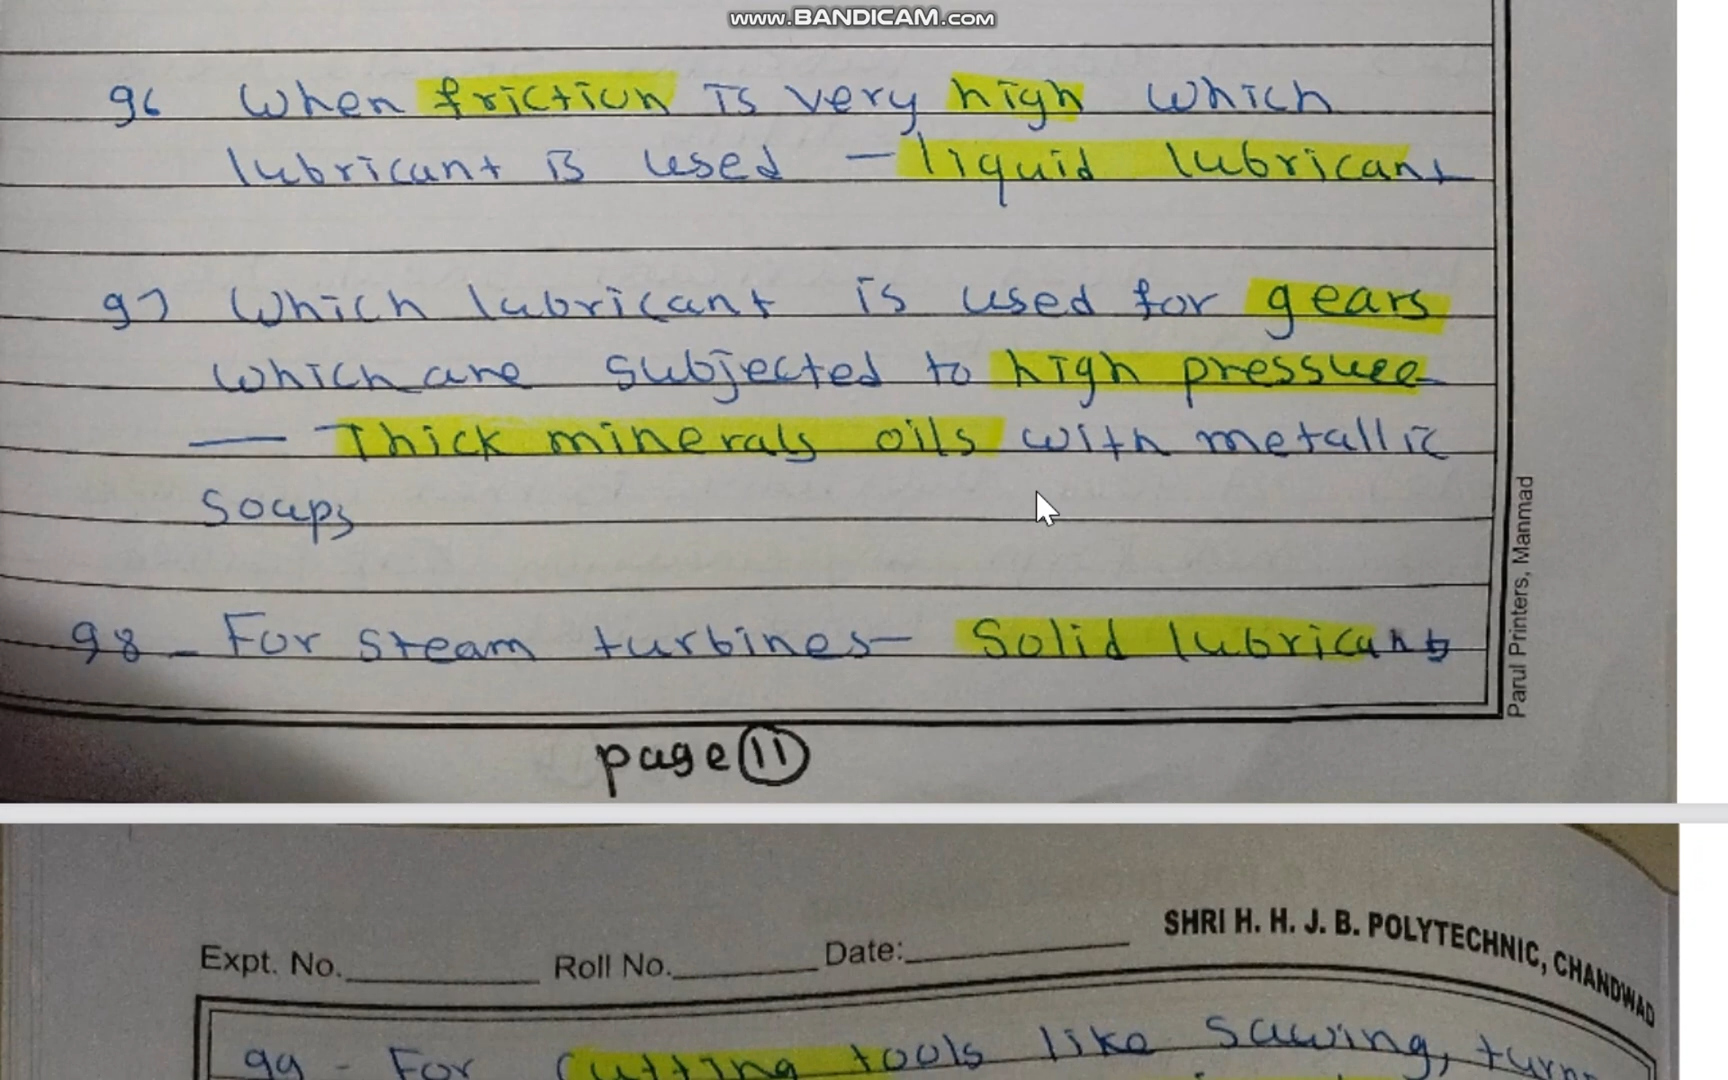 www.BANDICAM.com
96 When friction is very high which
lubricant is used - liquid lubricant
97 Which lubricant is used for gears
which are subjected to high pressure
— Thick minerals oils with metallic
soaps
98 - For steam turbines - Solid lubricants
Parul Printers, Manmad
page 11
SHRI H. H. J. B. POLYTECHNIC, CHANDWAD
Expt. No. Roll No. Date:
99 - For cutting tools like sawing,